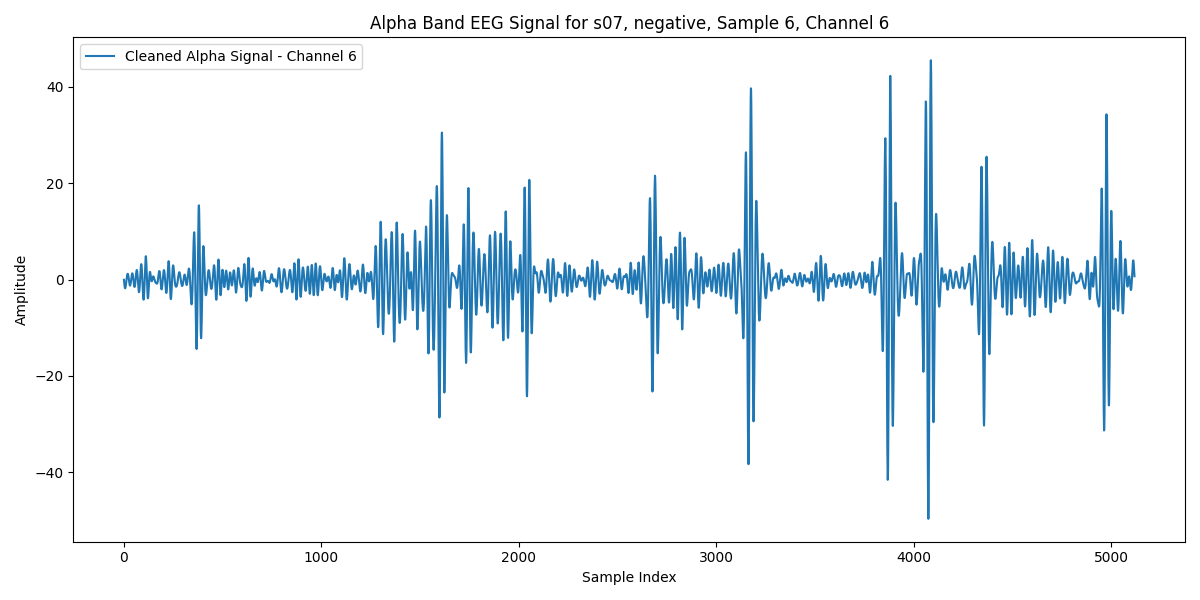 Alpha Band EEG Signal for s07, negative, Sample 6, Channel 6
Cleaned Alpha Signal - Channel 6
Amplitude
40
20
0
−20
−40
0 1000 2000 3000 4000 5000
Sample Index